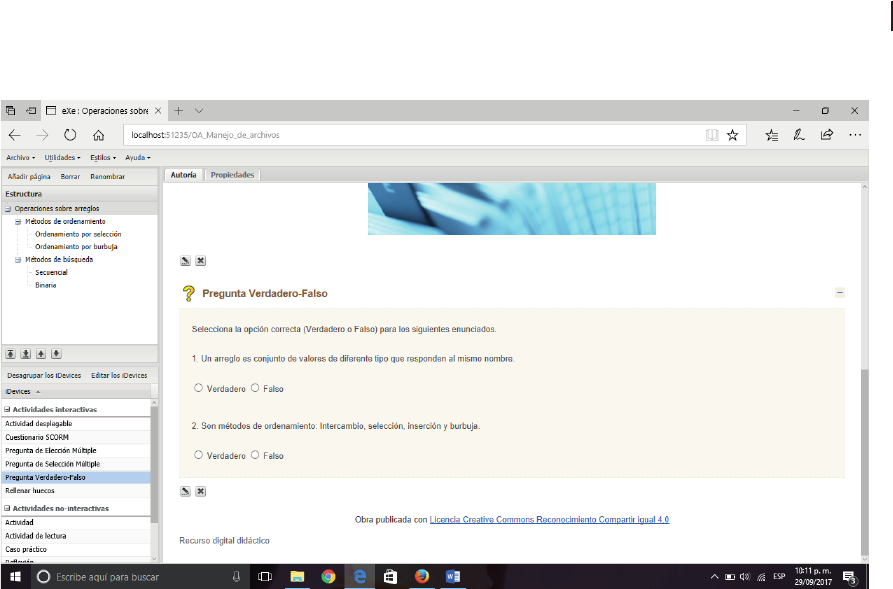 eXe : Operaciones sobre
localhost:51235/OA_Manejo_de_archivos
Archivo Utilidades Estilos Ayuda
Añadir página Borrar Renombrar
Estructura
Operaciones sobre arreglos
Métodos de ordenamiento
Ordenamiento por selección
Ordenamiento por burbuja
Métodos de búsqueda
Secuencial
Binaria
Desagrupar los iDevices Editar los iDevices
iDevices
Actividades interactivas
Actividad desplegable
Cuestionario SCORM
Pregunta de Elección Múltiple
Pregunta de Selección Múltiple
Pregunta Verdadero-Falso
Rellenar huecos
Actividades no-interactivas
Actividad
Actividad de lectura
Caso práctico
Reflexión
Autoría Propiedades
Pregunta Verdadero-Falso
Selecciona la opción correcta (Verdadero o Falso) para los siguientes enunciados.
1. Un arreglo es conjunto de valores de diferente tipo que responden al mismo nombre.
Verdadero Falso
2. Son métodos de ordenamiento: Intercambio, selección, inserción y burbuja.
Verdadero Falso
Obra publicada con Licencia Creative Commons Reconocimiento Compartir igual 4.0
Recurso digital didáctico
Escribe aquí para buscar
ESP
10:11 p. m.
29/09/2017
3